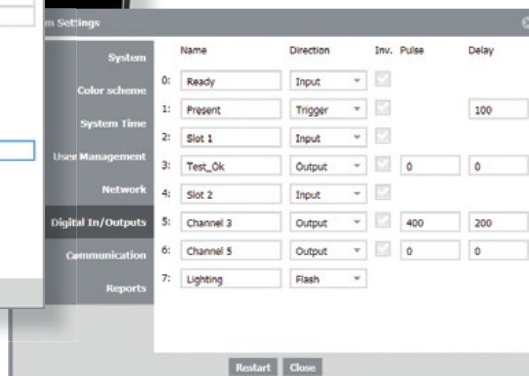 m Settings
Name Direction Inv. Pulse Delay
System
Color scheme
System Time
User Management
Network
Digital In/Outputs
Communication
Reports
0: Ready Input
1: Present Trigger 100
2: Slot 1 Input
3: Test_Ok Output 0 0
4: Slot 2 Input
5: Channel 3 Output 400 200
6: Channel 5 Output 0 0
7: Lighting Flash
Restart Close